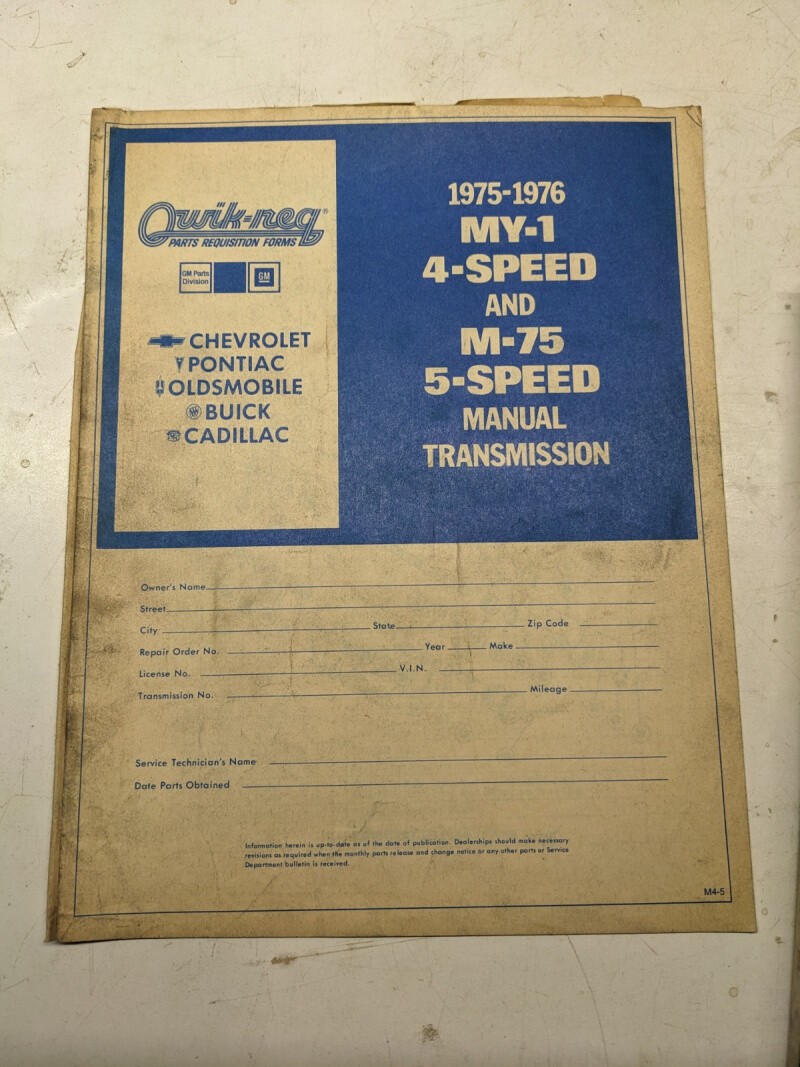 Qwik-req®
PARTS REQUISITION FORMS
GM Parts
Division
GM
CHEVROLET
PONTIAC
OLDSMOBILE
BUICK
CADILLAC
1975-1976
MY-1
4-SPEED
AND
M-75
5-SPEED
MANUAL
TRANSMISSION
Owner's Name
Street
City State Zip Code
Repair Order No. Year Make
License No. V.I.N.
Transmission No. Mileage
Service Technician's Name
Date Parts Obtained
Information herein is up-to-date as of the date of publication. Dealerships should make necessary
revisions as required when the monthly parts release and change notice or any other parts or Service
Department bulletin is received.
M4-5